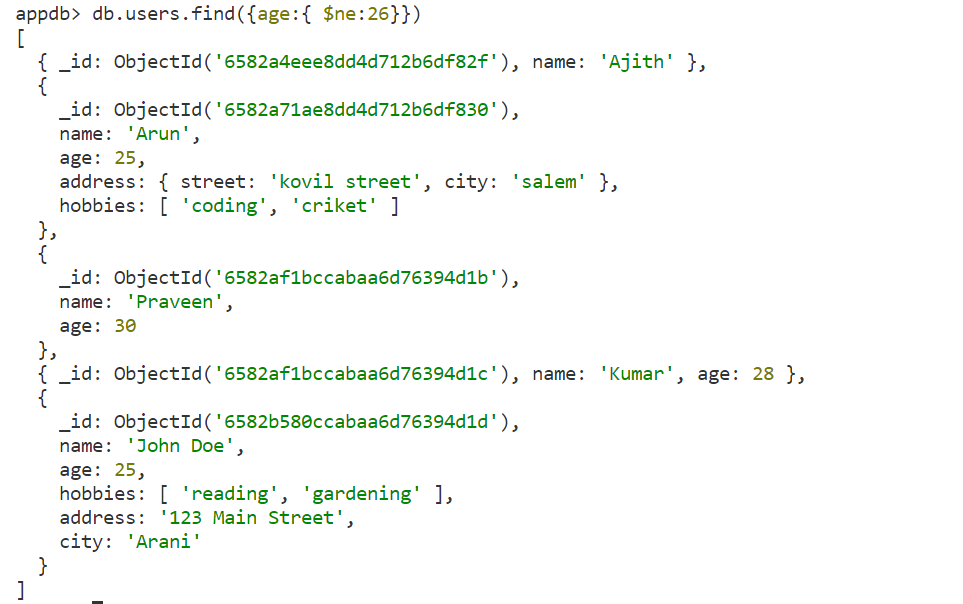 appdb> db.users.find({age:{ $ne:26}})
[
  { _id: ObjectId('6582a4eee8dd4d712b6df82f'), name: 'Ajith' },
  {
    _id: ObjectId('6582a71ae8dd4d712b6df830'),
    name: 'Arun',
    age: 25,
    address: { street: 'kovil street', city: 'salem' },
    hobbies: [ 'coding', 'criket' ]
  },
  {
    _id: ObjectId('6582af1bccabaa6d76394d1b'),
    name: 'Praveen',
    age: 30
  },
  { _id: ObjectId('6582af1bccabaa6d76394d1c'), name: 'Kumar', age: 28 },
  {
    _id: ObjectId('6582b580ccabaa6d76394d1d'),
    name: 'John Doe',
    age: 25,
    hobbies: [ 'reading', 'gardening' ],
    address: '123 Main Street',
    city: 'Arani'
  }
]